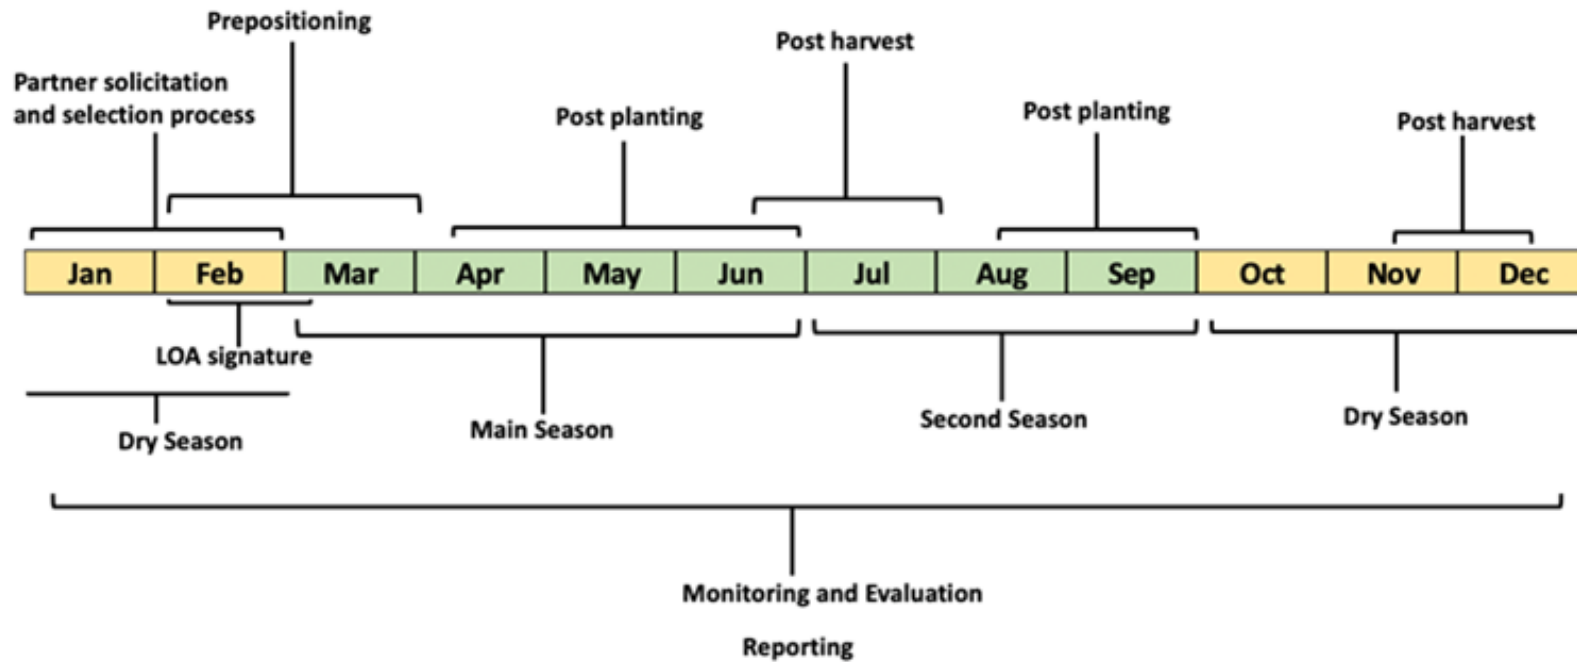 Prepositioning
Partner solicitation
and selection process
Post planting
Post harvest
Post planting
Post harvest
Jan Feb Mar Apr May Jun Jul Aug Sep Oct Nov Dec
LOA signature
Dry Season
Main Season
Second Season
Dry Season
Monitoring and Evaluation
Reporting